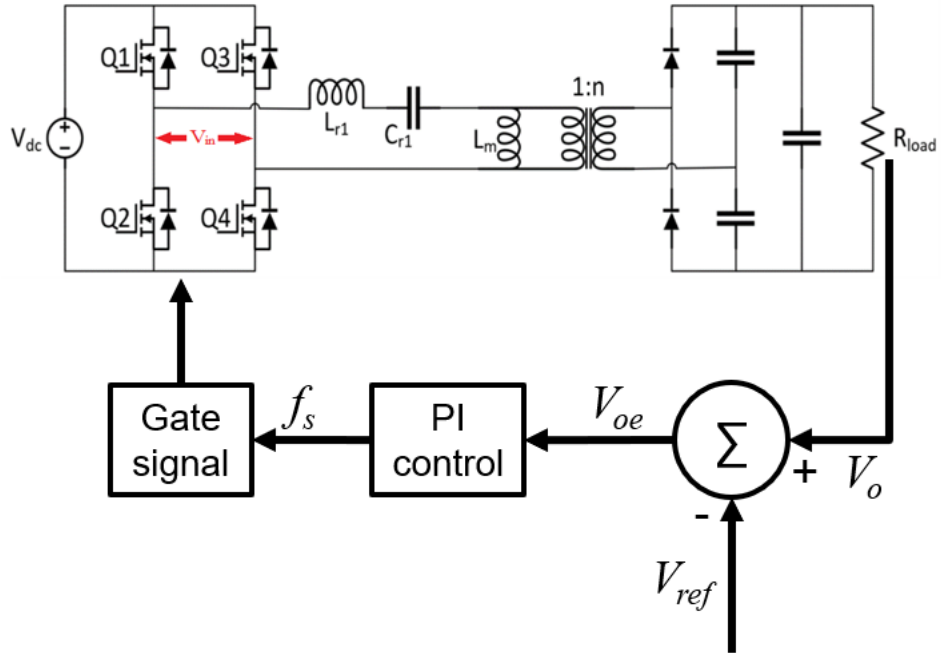 Q1
Q3
1:n
L_r1
C_r1
L_m
V_dc
V_in
R_load
Q2
Q4
+
−
Gate
signal
f_s
PI
control
V_oe
Σ
+
-
V_o
V_ref